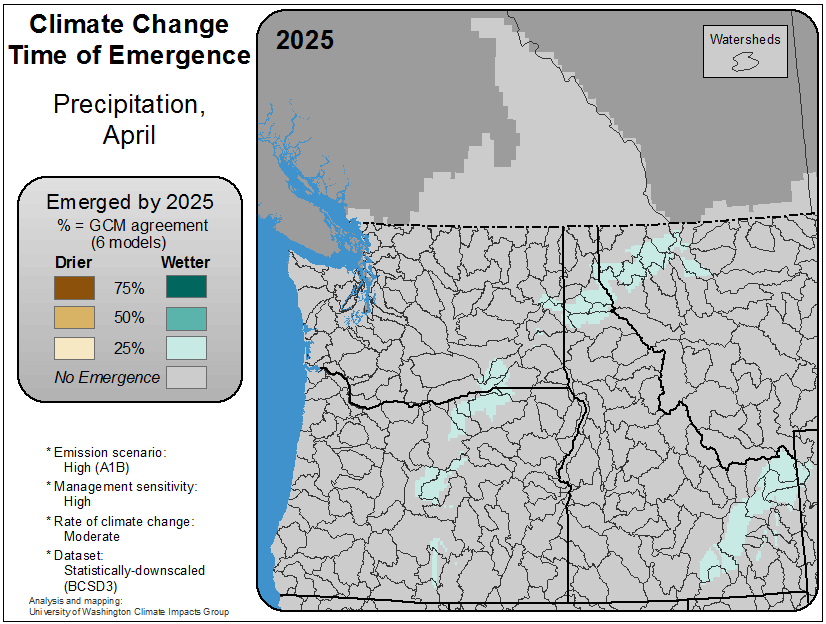 Climate Change
Time of Emergence
Precipitation,
April
Emerged by 2025
% = GCM agreement
(6 models)
Drier Wetter
75%
50%
25%
No Emergence
* Emission scenario:
High (A1B)
* Management sensitivity:
High
* Rate of climate change:
Moderate
* Dataset:
Statistically-downscaled
(BCSD3)
Analysis and mapping:
University of Washington Climate Impacts Group
2025
Watersheds